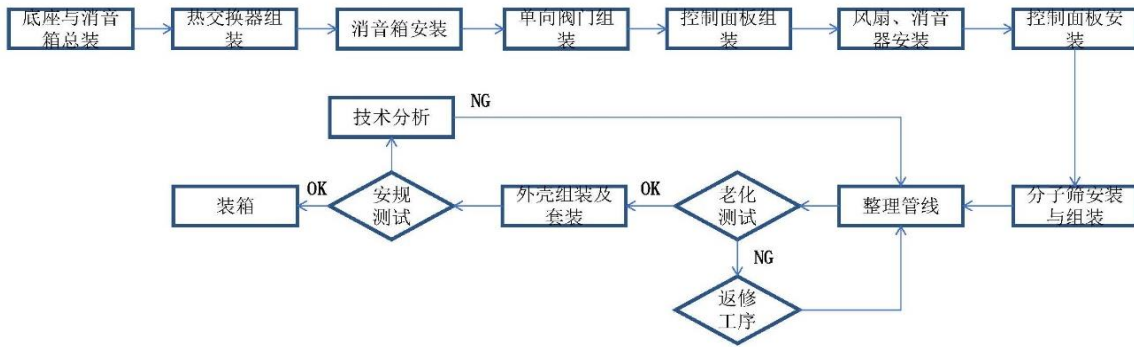 底座与消音
箱总装
热交换器组
装
消音箱安装
单向阀门组
装
控制面板组
装
风扇、消音
器安装
控制面板安
装
技术分析
NG
装箱
OK
安规
测试
外壳组装及
套装
OK
老化
测试
整理管线
分子筛安装
与组装
NG
返修
工序